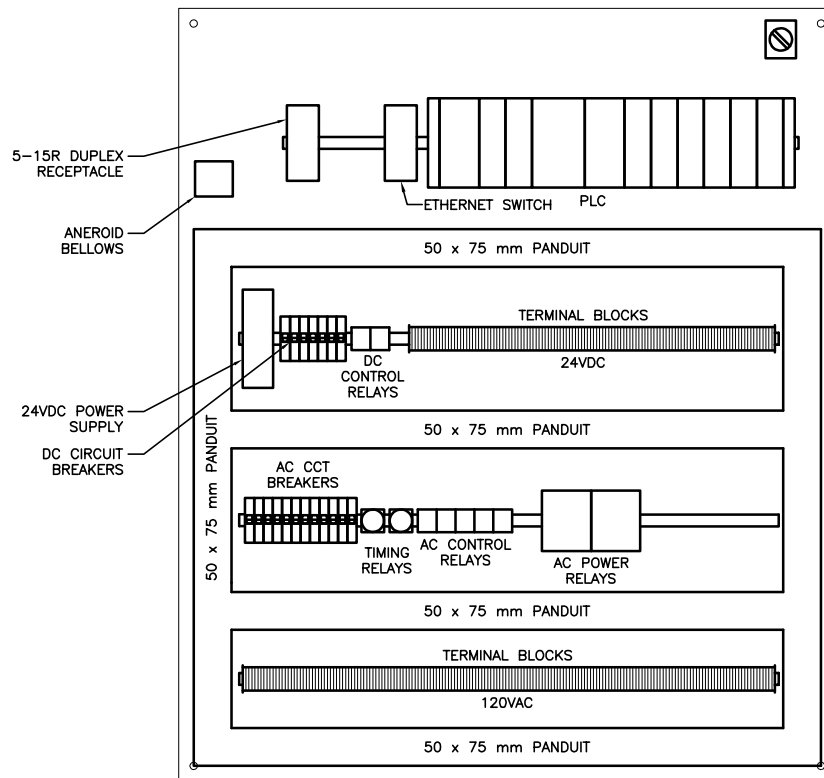 5-15R DUPLEX
RECEPTACLE
ETHERNET SWITCH
PLC
ANEROID
BELLOWS
50 x 75 mm PANDUIT
TERMINAL BLOCKS
24VDC
DC
CONTROL
RELAYS
24VDC POWER
SUPPLY
DC CIRCUIT
BREAKERS
50 x 75 mm PANDUIT
50 x 75 mm PANDUIT
AC CCT
BREAKERS
TIMING
RELAYS
AC CONTROL
RELAYS
AC POWER
RELAYS
50 x 75 mm PANDUIT
TERMINAL BLOCKS
120VAC
50 x 75 mm PANDUIT